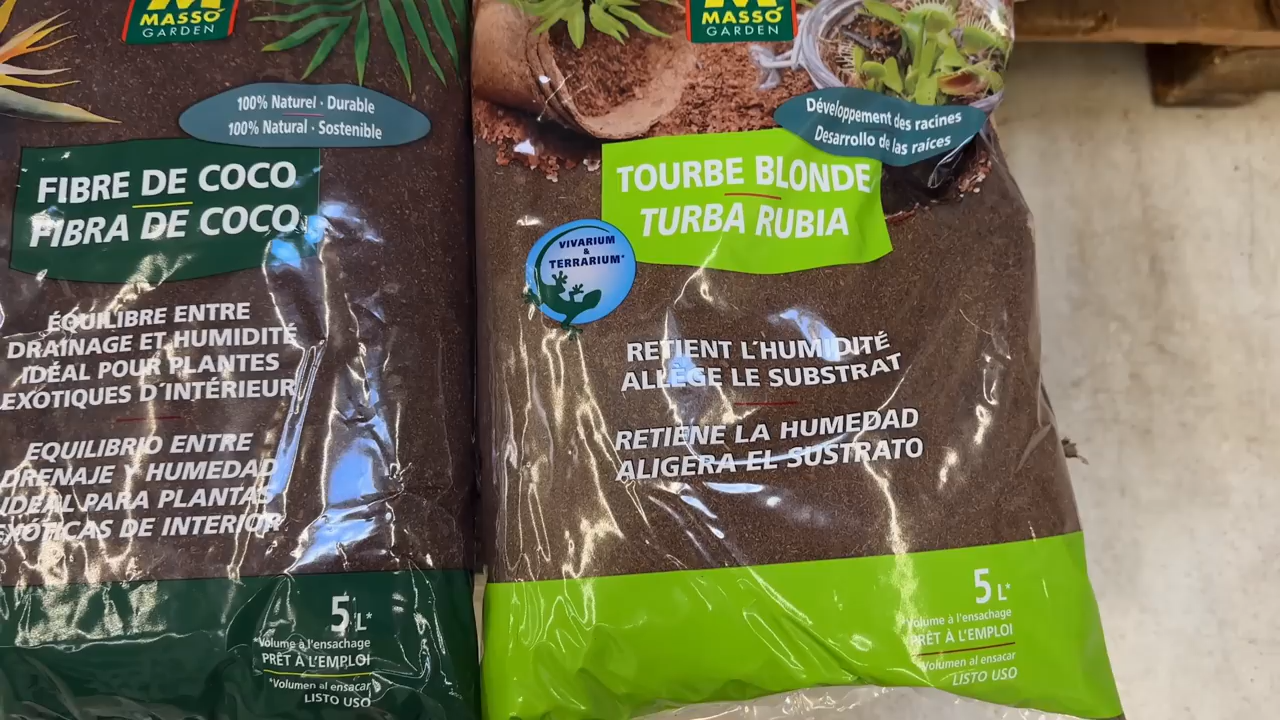 MASSÓ
GARDEN
100% Naturel · Durable
100% Natural · Sostenible
FIBRE DE COCO
FIBRA DE COCO
ÉQUILIBRE ENTRE
DRAINAGE ET HUMIDITÉ
IDÉAL POUR PLANTES
EXOTIQUES D'INTÉRIEUR
EQUILIBRIO ENTRE
DRENAJE Y HUMEDAD
IDEAL PARA PLANTAS
EXÓTICAS DE INTERIOR
5L*
*Volume à l'ensachage
PRÊT À L'EMPLOI
*Volumen al ensacar
LISTO USO
MASSÓ
GARDEN
Développement des racines
Desarrollo de las raíces
TOURBE BLONDE
TURBA RUBIA
VIVARIUM
&
TERRARIUM*
RETIENT L'HUMIDITÉ
ALLÈGE LE SUBSTRAT
RETIENE LA HUMEDAD
ALIGERA EL SUSTRATO
5L*
*Volume à l'ensachage
PRÊT À L'EMPLOI
*Volumen al ensacar
LISTO USO